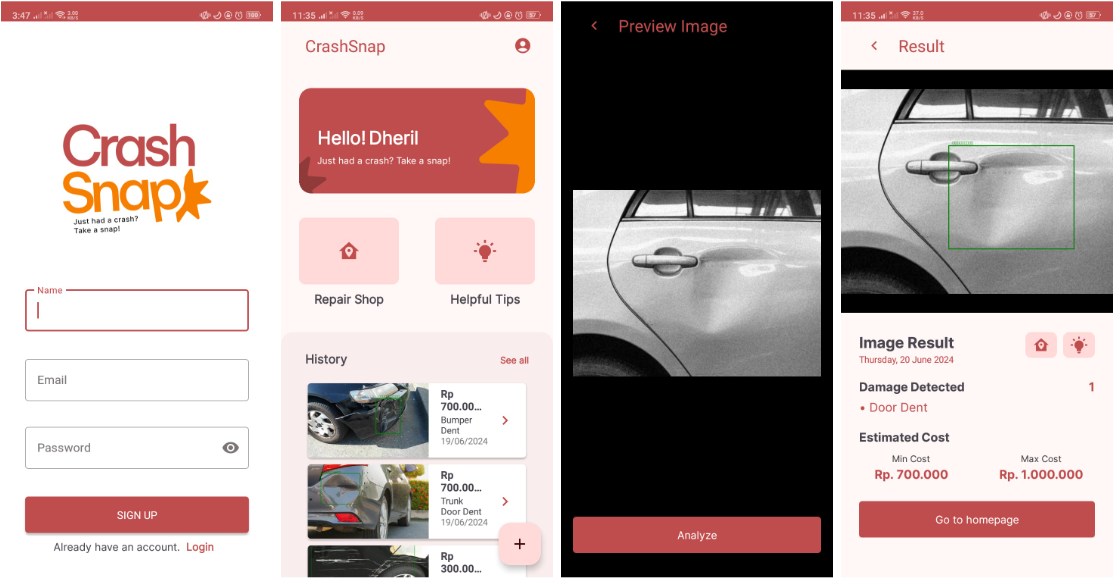 3:47
Crash
Snap
Just had a crash?
Take a snap!
Name
Email
Password
SIGN UP
Already have an account. Login
11:35
CrashSnap
Hello! Dheril
Just had a crash? Take a snap!
Repair Shop
Helpful Tips
History
See all
Rp
700.00...
Bumper
Dent
19/06/2024
Rp
700.00...
Trunk
Door Dent
19/06/2024
Rp
300.00...
+
Preview Image
Analyze
11:35
Result
Image Result
Thursday, 20 June 2024
Damage Detected 1
• Door Dent
Estimated Cost
Min Cost Max Cost
Rp. 700.000 Rp. 1.000.000
Go to homepage